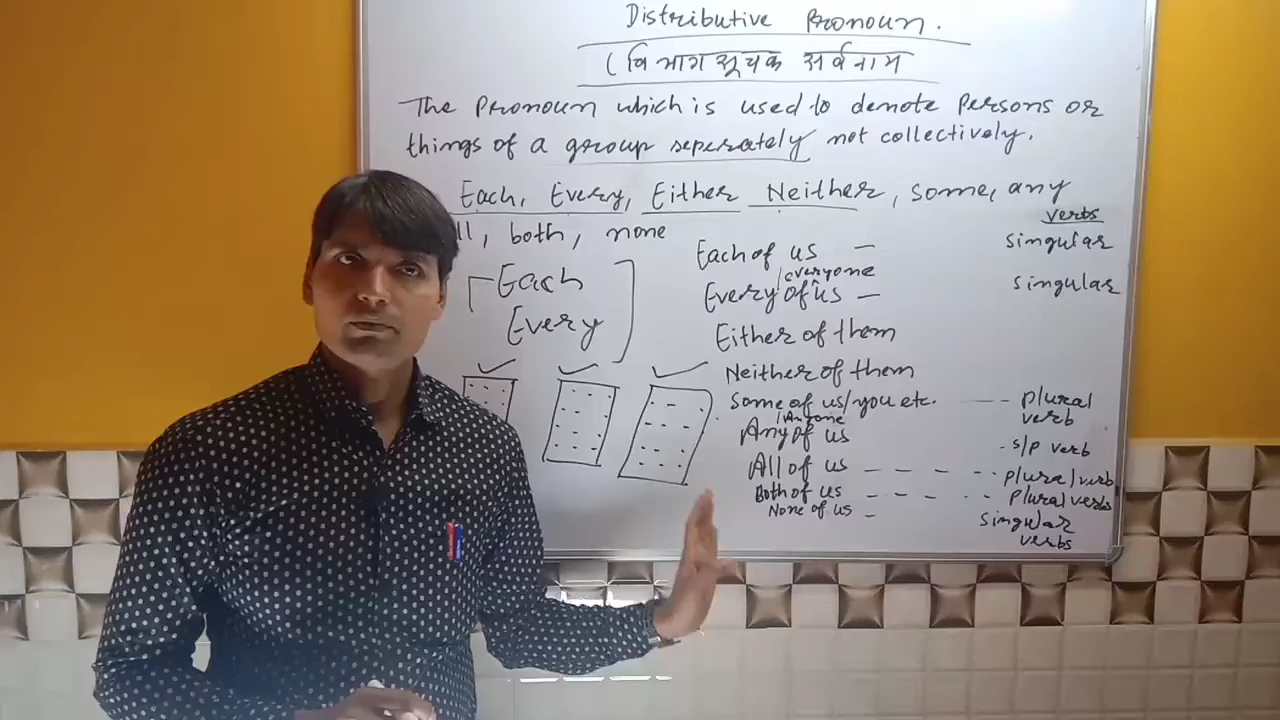 Distributive Pronoun.
( विभागसूचक सर्वनाम
The Pronoun which is used to denote Persons or
things of a group seperately not collectively.
Each, Every, Either Neither, some, any
ll, both, none
verbs
Each of us — singular
/everyone
Every of us — singular
Each
Every
Either of them
Neither of them
Some of us/you etc. —— plural
verb
/Anyone
Any of us - s/p verb
All of us - - - - - plural verb
Both of us - - - - - plural verbs
None of us - singular
verbs